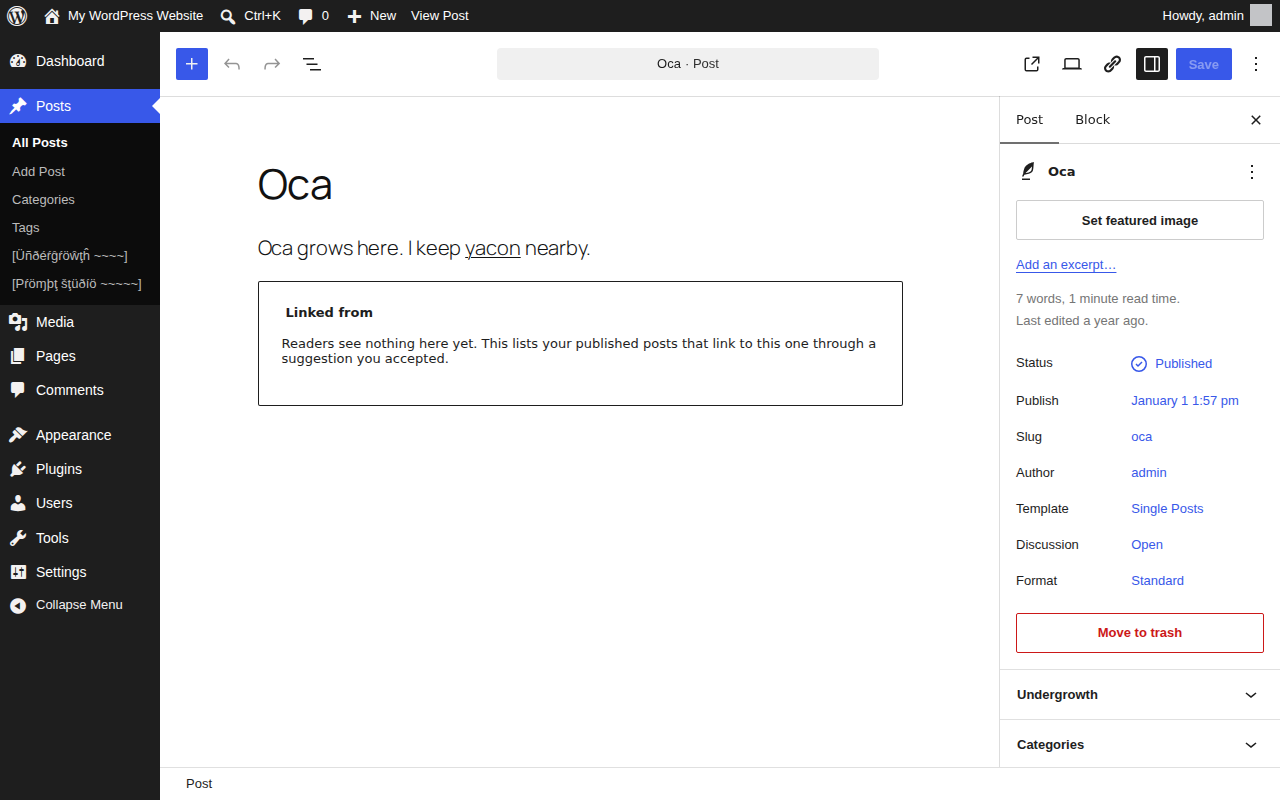 My WordPress Website
Ctrl+K
0
New
View Post
Howdy, admin
Dashboard
Posts
All Posts
Add Post
Categories
Tags
[Üñðéŕĝŕöŵţĥ ~~~~]
[Þŕöɱþţ šţüðíö ~~~~~]
Media
Pages
Comments
Appearance
Plugins
Users
Tools
Settings
Collapse Menu
Oca · Post
Save
Oca
Oca grows here. I keep yacon nearby.
Linked from
Readers see nothing here yet. This lists your published posts that link to this one through a
suggestion you accepted.
Post
Block
Oca
Set featured image
Add an excerpt…
7 words, 1 minute read time.
Last edited a year ago.
Status
Published
Publish
January 1 1:57 pm
Slug
oca
Author
admin
Template
Single Posts
Discussion
Open
Format
Standard
Move to trash
Undergrowth
Categories
Post